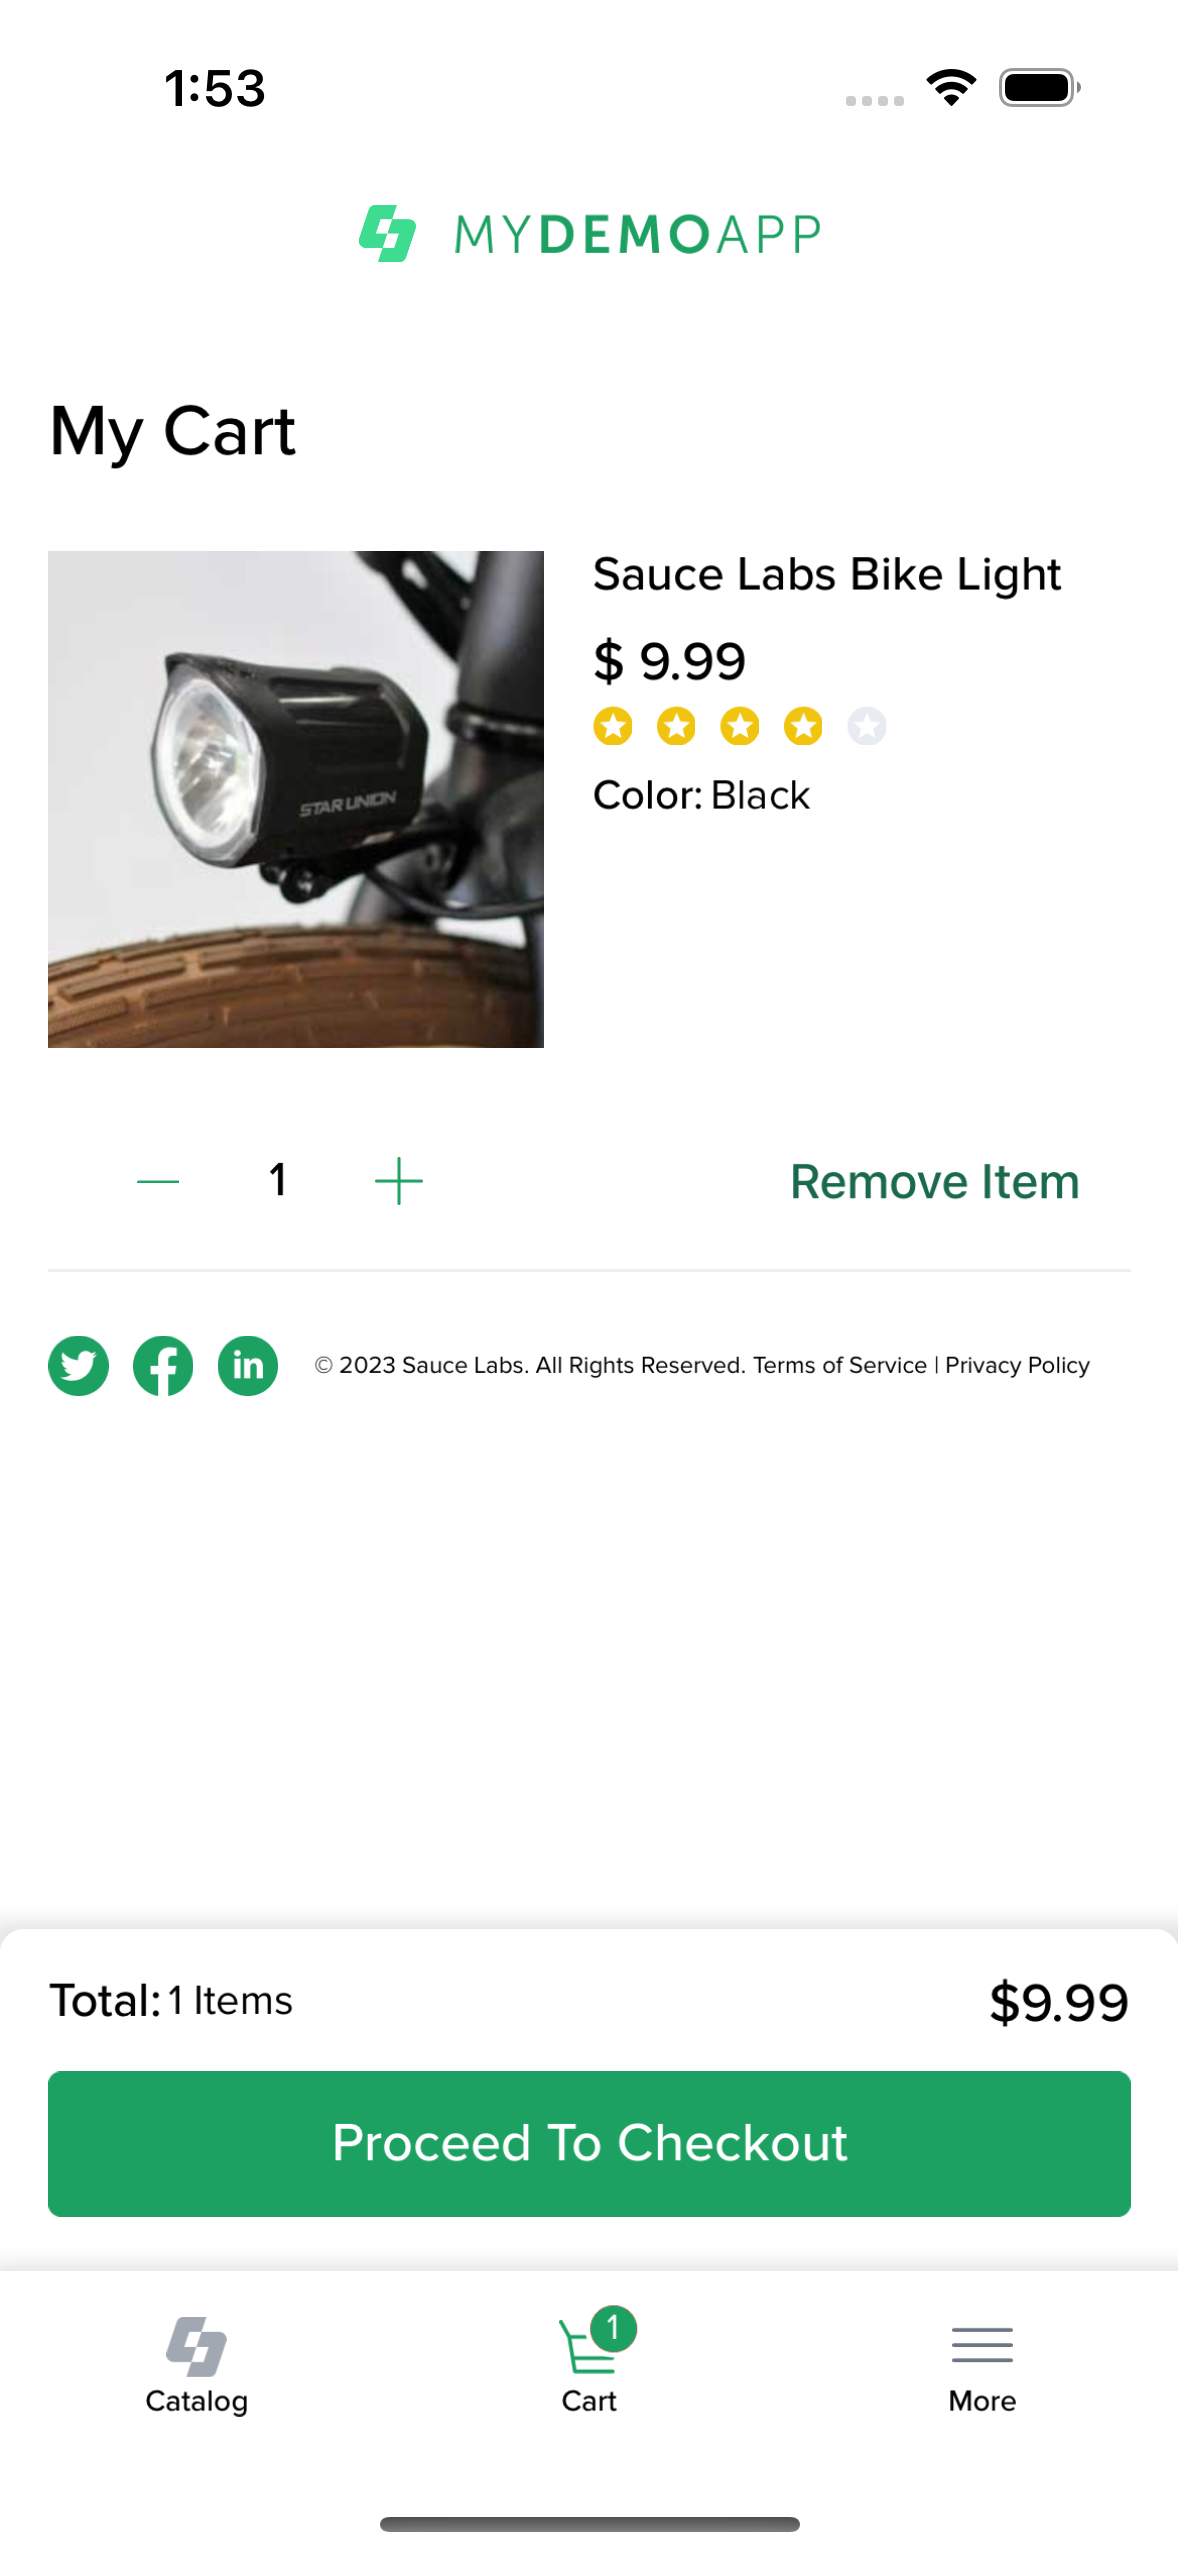 1:53
MYDEMOAPP
My Cart
Sauce Labs Bike Light
$ 9.99
Color: Black
STAR UNION
1
Remove Item
© 2023 Sauce Labs. All Rights Reserved. Terms of Service | Privacy Policy
Total: 1 Items
$9.99
Proceed To Checkout
1
Catalog
Cart
More